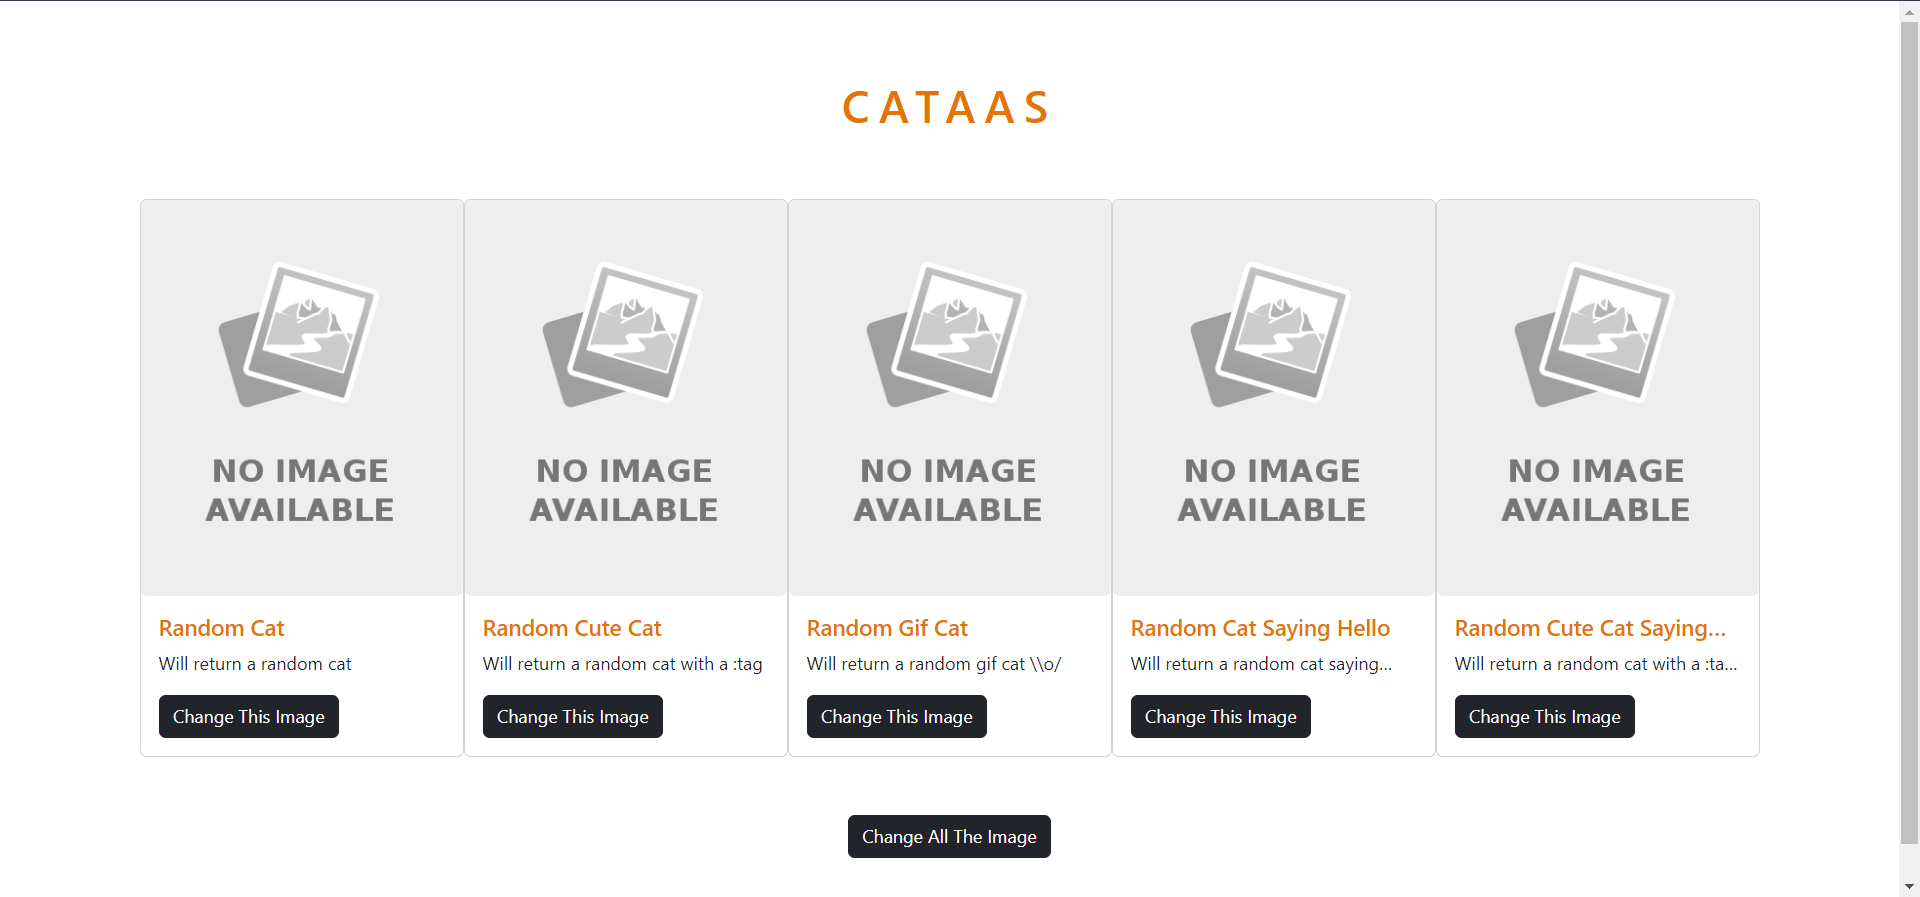 CATAAS
NO IMAGE
AVAILABLE
Random Cat
Will return a random cat
Change This Image
NO IMAGE
AVAILABLE
Random Cute Cat
Will return a random cat with a :tag
Change This Image
NO IMAGE
AVAILABLE
Random Gif Cat
Will return a random gif cat \\o/
Change This Image
NO IMAGE
AVAILABLE
Random Cat Saying Hello
Will return a random cat saying...
Change This Image
NO IMAGE
AVAILABLE
Random Cute Cat Saying...
Will return a random cat with a :ta...
Change This Image
Change All The Image